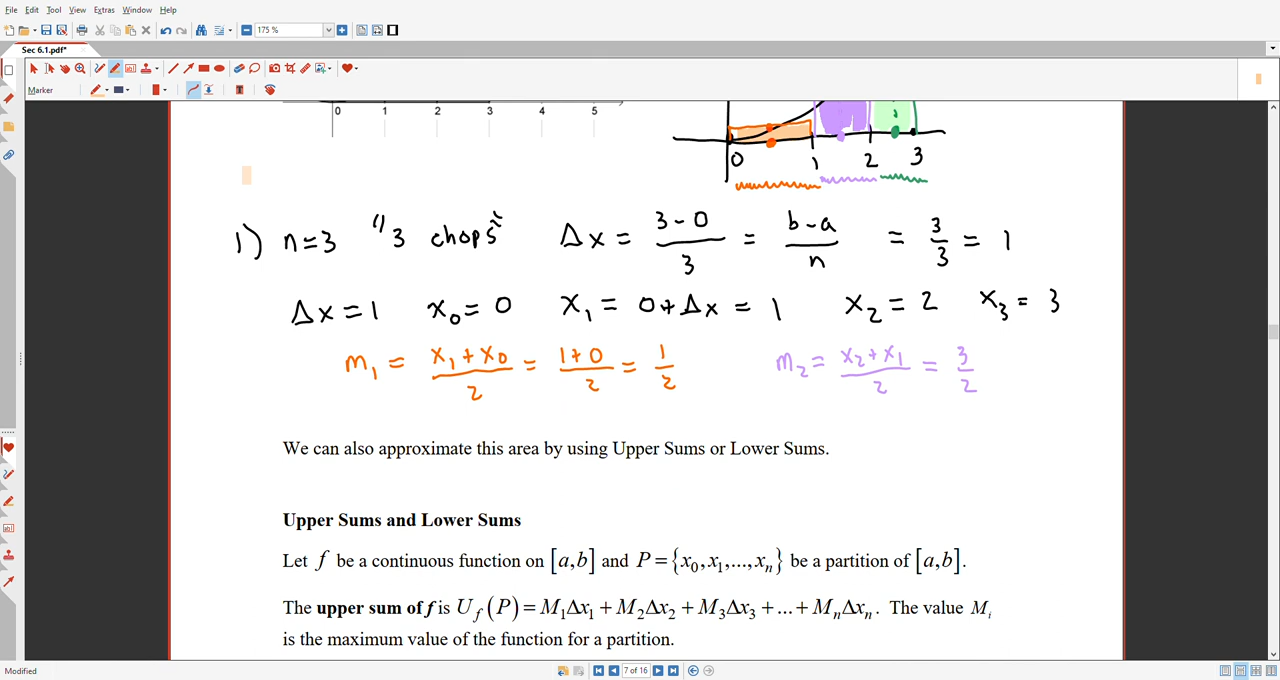 File Edit Tool View Extras Window Help
175 %
Sec 6.1.pdf*
Marker
0 1 2 3 4 5
0 1 2 3
1) n=3 "3 chops" Δx = (3-0)/3 = (b-a)/n = 3/3 = 1
Δx=1 x₀=0 x₁ = 0+Δx = 1 x₂ = 2 x₃ = 3
m₁ = (x₁+x₀)/2 = (1+0)/2 = 1/2 m₂ = (x₂+x₁)/2 = 3/2
We can also approximate this area by using Upper Sums or Lower Sums.
Upper Sums and Lower Sums
Let f be a continuous function on [a,b] and P = {x₀,x₁,...,xₙ} be a partition of [a,b].
The upper sum of f is U_f(P) = M₁Δx₁ + M₂Δx₂ + M₃Δx₃ + ... + MₙΔxₙ. The value Mᵢ
is the maximum value of the function for a partition.
Modified
7 of 16